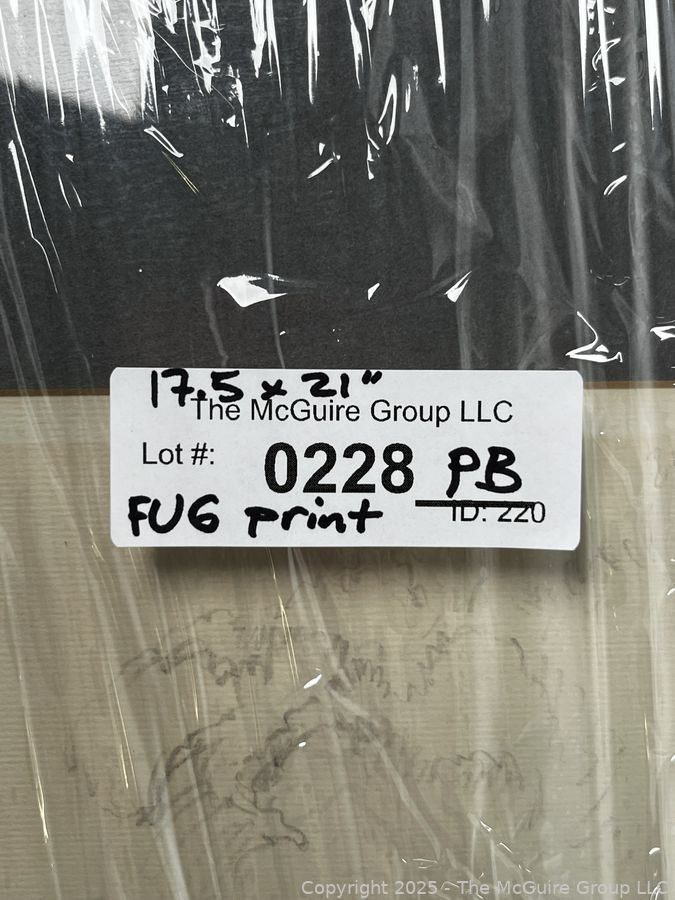 17.5 x 21"
The McGuire Group LLC
Lot #: 0228 PB
FUG print ID: 220
Copyright 2025 - The McGuire Group LLC